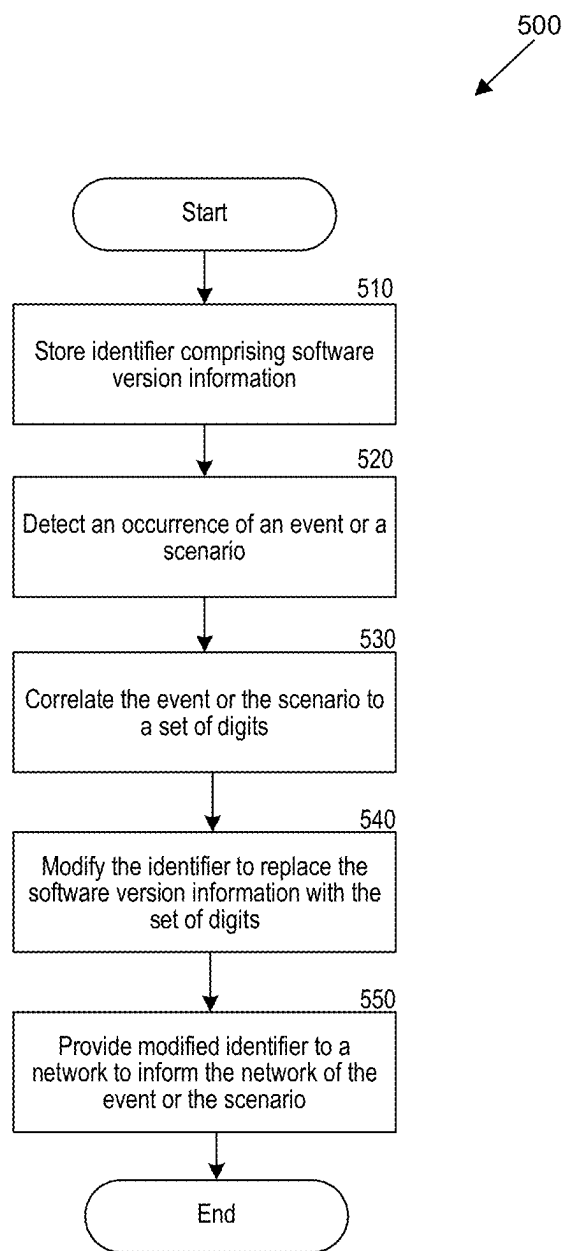 500
Start
510
Store identifier comprising software
version information
520
Detect an occurrence of an event or a
scenario
530
Correlate the event or the scenario to
a set of digits
540
Modify the identifier to replace the
software version information with the
set of digits
550
Provide modified identifier to a
network to inform the network of the
event or the scenario
End